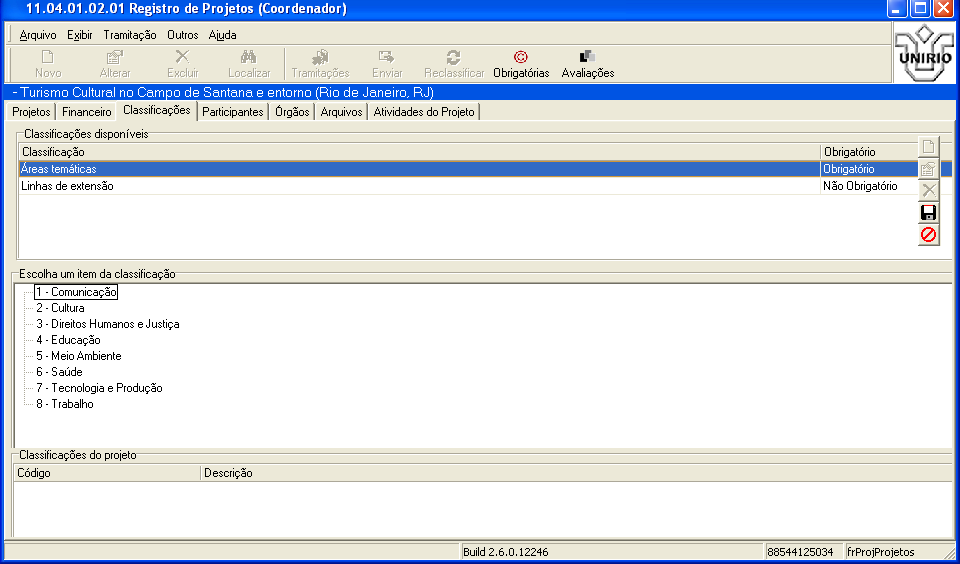 11.04.01.02.01 Registro de Projetos (Coordenador)
Arquivo Exibir Tramitação Outros Ajuda
Novo Alterar Excluir Localizar Tramitações Enviar Reclassificar Obrigatórias Avaliações
UNIRIO
- Turismo Cultural no Campo de Santana e entorno (Rio de Janeiro, RJ)
Projetos Financeiro Classificações Participantes Órgãos Arquivos Atividades do Projeto
Classificações disponíveis
Classificação Obrigatório
Áreas temáticas Obrigatório
Linhas de extensão Não Obrigatório
Escolha um item da classificação
1 - Comunicação
2 - Cultura
3 - Direitos Humanos e Justiça
4 - Educação
5 - Meio Ambiente
6 - Saúde
7 - Tecnologia e Produção
8 - Trabalho
Classificações do projeto
Código Descrição
Build 2.6.0.12246 88544125034 frProjProjetos